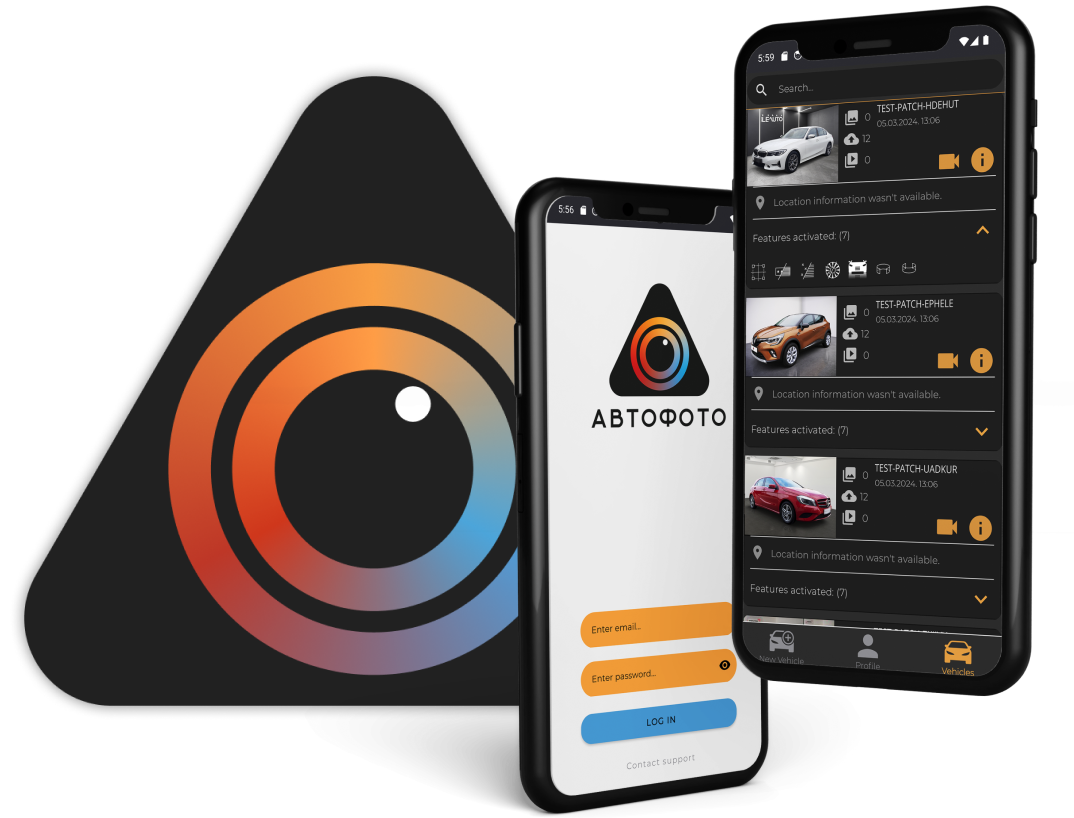 5:56
АВТОФОТО
Enter email...
Enter password...
LOG IN
Contact support
5:59
Search...
TEST-PATCH-HDEHUT
0
05.03.2024. 13:06
12
0
Location information wasn't available.
Features activated: (7)
TEST-PATCH-EPHELE
0
05.03.2024. 13:06
12
0
Location information wasn't available.
Features activated: (7)
TEST-PATCH-UADKUR
0
05.03.2024. 13:06
12
0
Location information wasn't available.
Features activated: (7)
New Vehicle
Profile
Vehicles